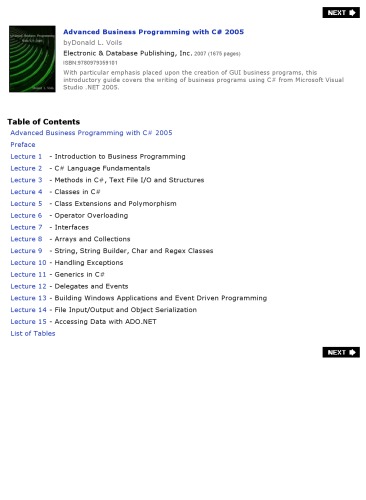 NEXT
Advanced Business Programming with C# 2005
byDonald L. Voils
Electronic & Database Publishing, Inc. 2007 (1675 pages)
ISBN:9780979359101
With particular emphasis placed upon the creation of GUI business programs, this
introductory guide covers the writing of business programs using C# from Microsoft Visual
Studio .NET 2005.
Table of Contents
Advanced Business Programming with C# 2005
Preface
Lecture 1 - Introduction to Business Programming
Lecture 2 - C# Language Fundamentals
Lecture 3 - Methods in C#, Text File I/O and Structures
Lecture 4 - Classes in C#
Lecture 5 - Class Extensions and Polymorphism
Lecture 6 - Operator Overloading
Lecture 7 - Interfaces
Lecture 8 - Arrays and Collections
Lecture 9 - String, String Builder, Char and Regex Classes
Lecture 10 - Handling Exceptions
Lecture 11 - Generics in C#
Lecture 12 - Delegates and Events
Lecture 13 - Building Windows Applications and Event Driven Programming
Lecture 14 - File Input/Output and Object Serialization
Lecture 15 - Accessing Data with ADO.NET
List of Tables
NEXT